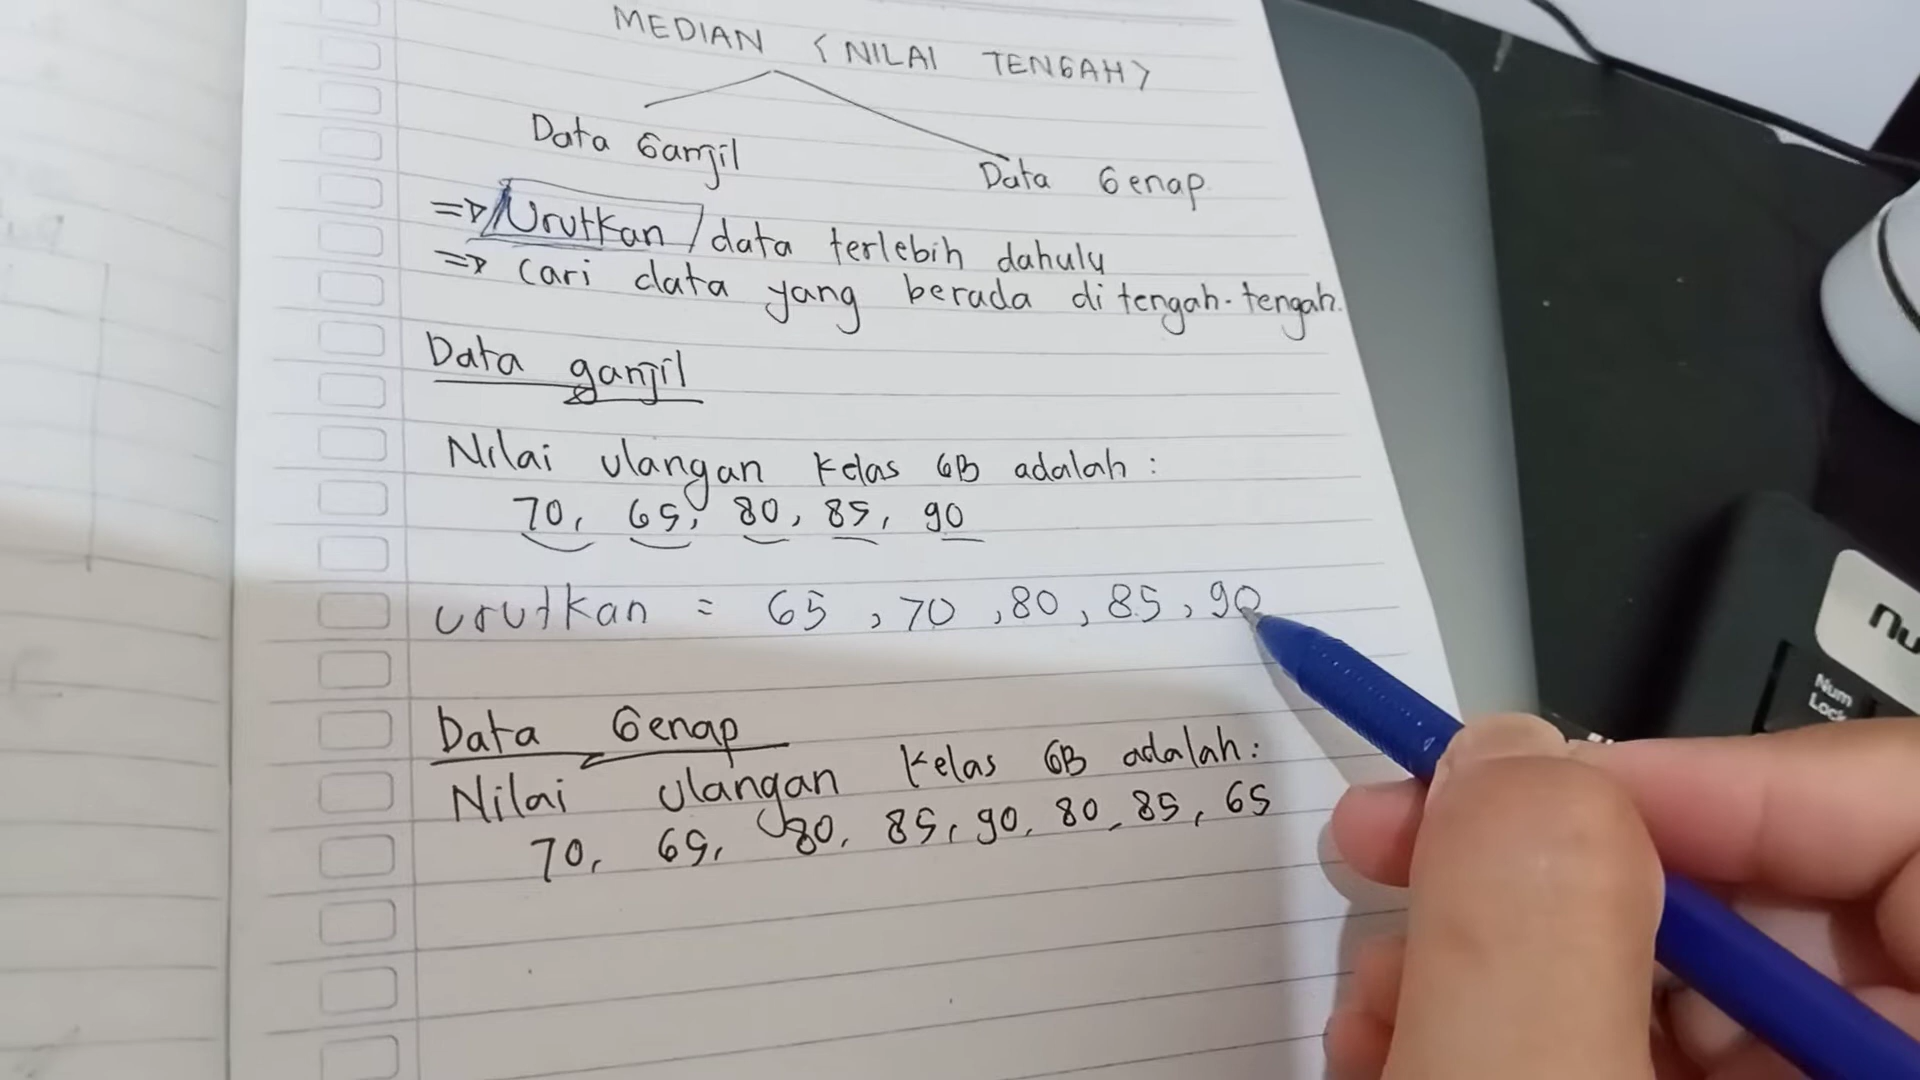 MEDIAN < NILAI TENGAH >
Data Ganjil
Data Genap
=> Urutkan / data terlebih dahulu
=> cari data yang berada di tengah-tengah.
Data ganjil
Nilai ulangan kelas 6B adalah :
70, 65, 80, 85, 90
urutkan = 65 , 70 , 80 , 85 , 90
Data Genap
Nilai ulangan kelas 6B adalah :
70, 65, 80, 85, 90, 80, 85, 65
Num
Lock